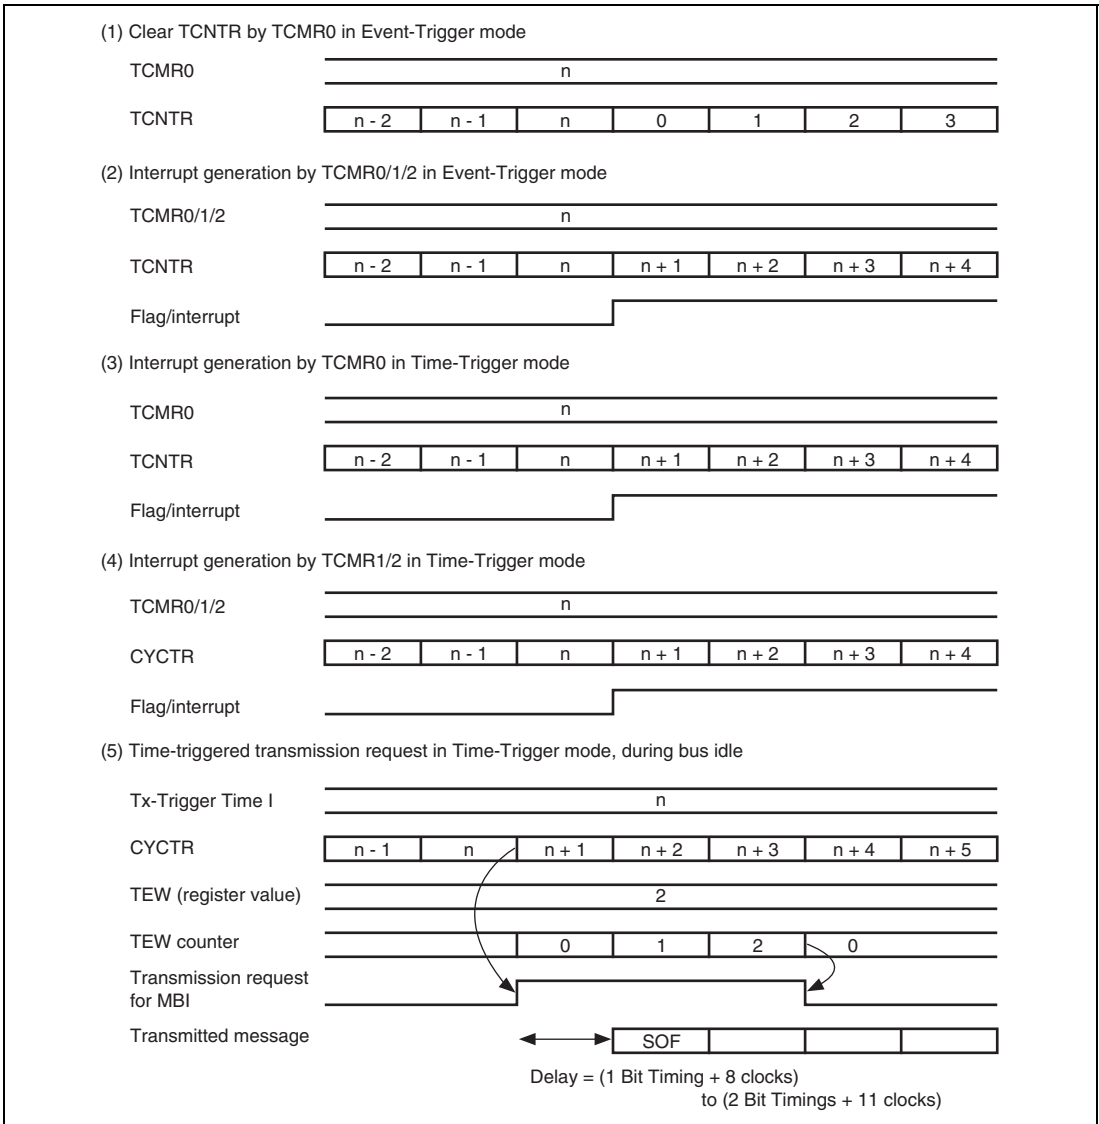 (1) Clear TCNTR by TCMR0 in Event-Trigger mode
TCMR0 n
TCNTR n - 2 n - 1 n 0 1 2 3
(2) Interrupt generation by TCMR0/1/2 in Event-Trigger mode
TCMR0/1/2 n
TCNTR n - 2 n - 1 n n + 1 n + 2 n + 3 n + 4
Flag/interrupt
(3) Interrupt generation by TCMR0 in Time-Trigger mode
TCMR0 n
TCNTR n - 2 n - 1 n n + 1 n + 2 n + 3 n + 4
Flag/interrupt
(4) Interrupt generation by TCMR1/2 in Time-Trigger mode
TCMR0/1/2 n
CYCTR n - 2 n - 1 n n + 1 n + 2 n + 3 n + 4
Flag/interrupt
(5) Time-triggered transmission request in Time-Trigger mode, during bus idle
Tx-Trigger Time I n
CYCTR n - 1 n n + 1 n + 2 n + 3 n + 4 n + 5
TEW (register value) 2
TEW counter 0 1 2 0
Transmission request
for MBI
Transmitted message SOF
Delay = (1 Bit Timing + 8 clocks)
to (2 Bit Timings + 11 clocks)